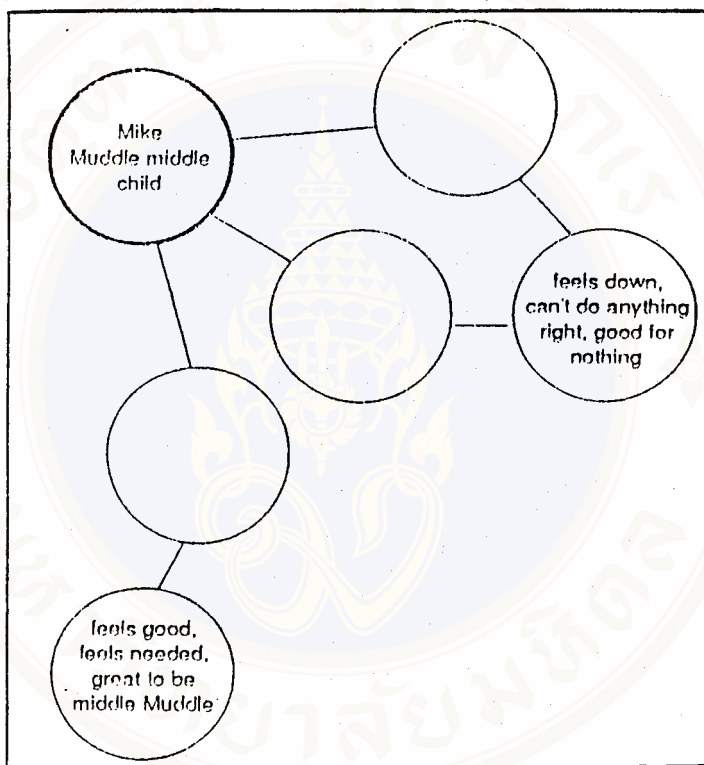 Mike
Muddle middle
child
feels down,
can't do anything
right, good for
nothing
feels good,
feels needed,
great to be
middle Muddle